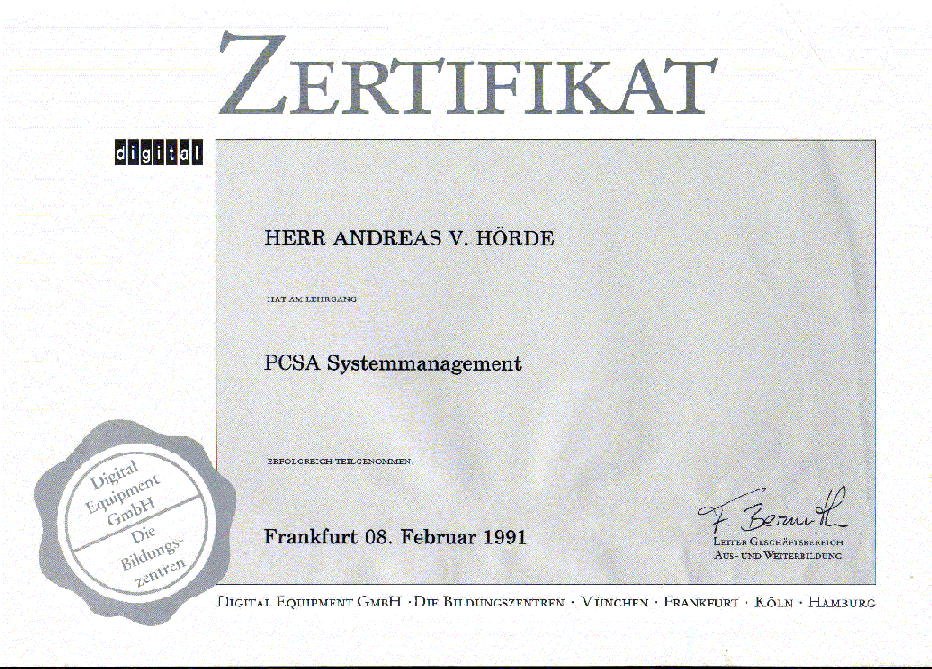 ZERTIFIKAT
digital
HERR ANDREAS V. HÖRDE
HAT AM LEHRGANG
PCSA Systemmanagement
ERFOLGREICH TEILGENOMMEN
Frankfurt 08. Februar 1991
LEITER GESCHÄFTSBEREICH
AUS- UND WEITERBILDUNG
Digital
Equipment
GmbH
Die
Bildungs-
zentren
DIGITAL EQUIPMENT GMBH · DIE BILDUNGSZENTREN · MÜNCHEN · FRANKFURT · KÖLN · HAMBURG